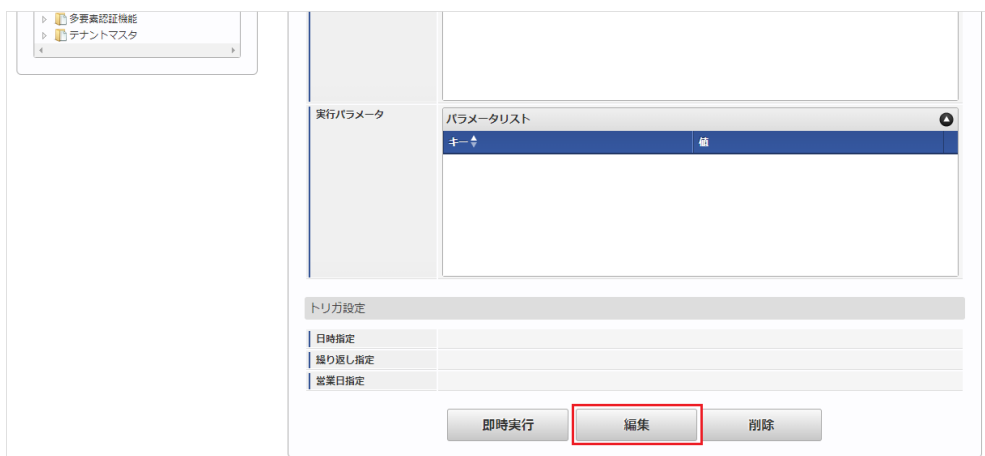 多要素認証機能
テナントマスタ
実行パラメータ
パラメータリスト
キー
値
トリガ設定
日時指定
繰り返し指定
営業日指定
即時実行
編集
削除